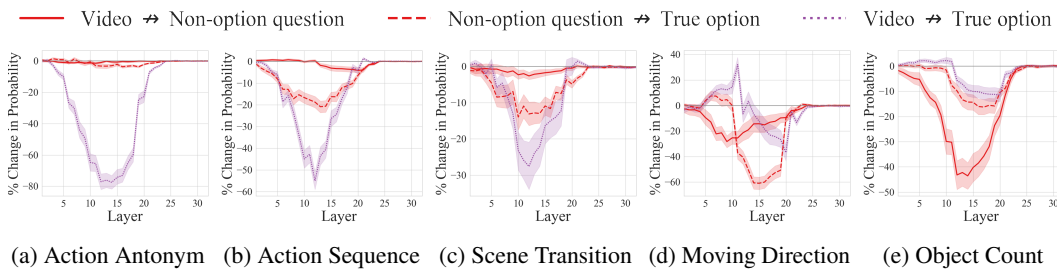 Video ↛ Non-option question Non-option question ↛ True option Video ↛ True option
% Change in Probability
0
−20
−40
−60
−80
5 10 15 20 25 30
Layer
(a) Action Antonym
% Change in Probability
0
−10
−20
−30
−40
−50
−60
5 10 15 20 25 30
Layer
(b) Action Sequence
% Change in Probability
0
−10
−20
−30
5 10 15 20 25 30
Layer
(c) Scene Transition
% Change in Probability
40
20
0
−20
−40
−60
5 10 15 20 25 30
Layer
(d) Moving Direction
% Change in Probability
0
−10
−20
−30
−40
−50
5 10 15 20 25 30
Layer
(e) Object Count